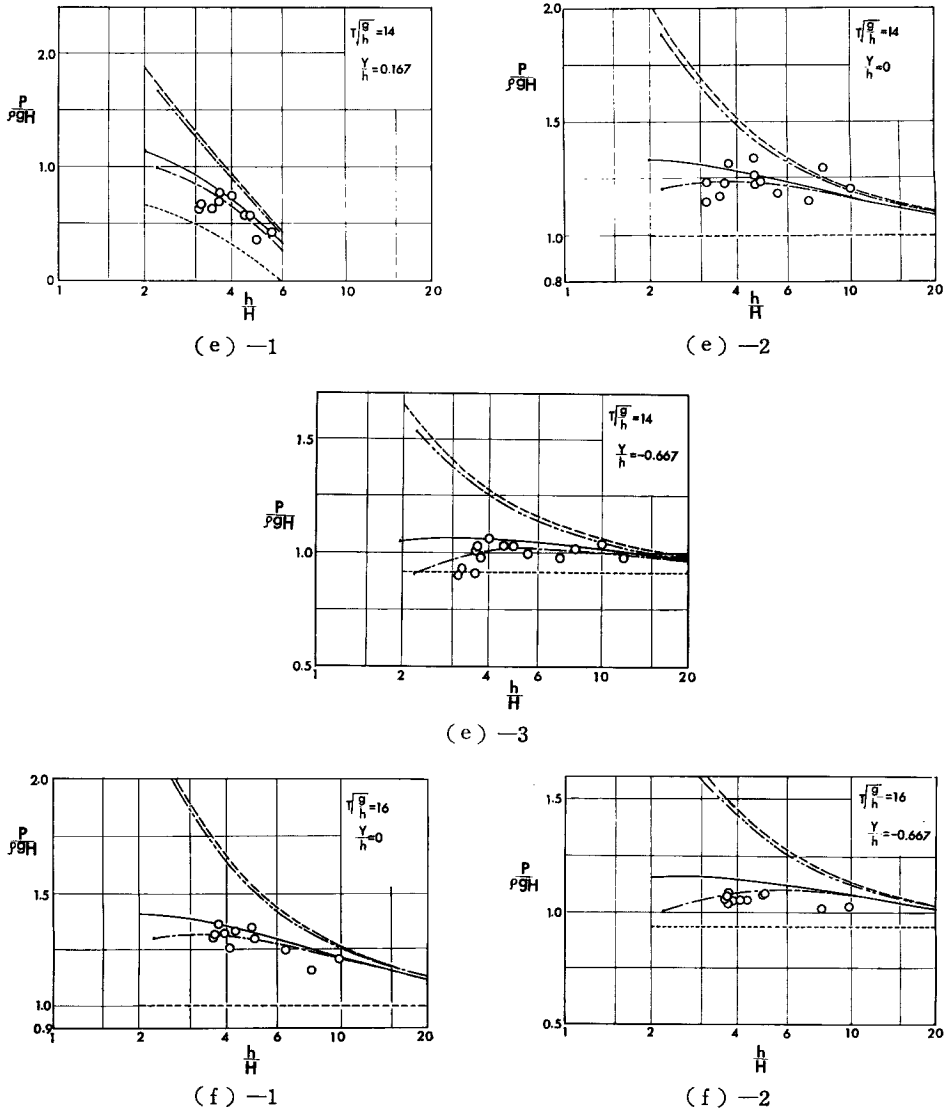 2.0
1.0
0
P/ρgH
T√g/h=14
Y/h=0.167
1 2 4 6 10 20
h/H
(e)—1
2.0
1.5
1.0
0.8
P/ρgH
T√g/h=14
Y/h=0
1 2 4 6 10 20
h/H
(e)—2
1.5
1.0
0.5
P/ρgH
T√g/h=14
Y/h=-0.667
1 2 4 6 10 20
h/H
(e)—3
2.0
1.5
1.0
0.9
P/ρgH
T√g/h=16
Y/h=0
1 2 4 6 10 20
h/H
(f)—1
1.5
1.0
0.5
P/ρgH
T√g/h=16
Y/h=-0.667
1 2 4 6 10 20
h/H
(f)—2